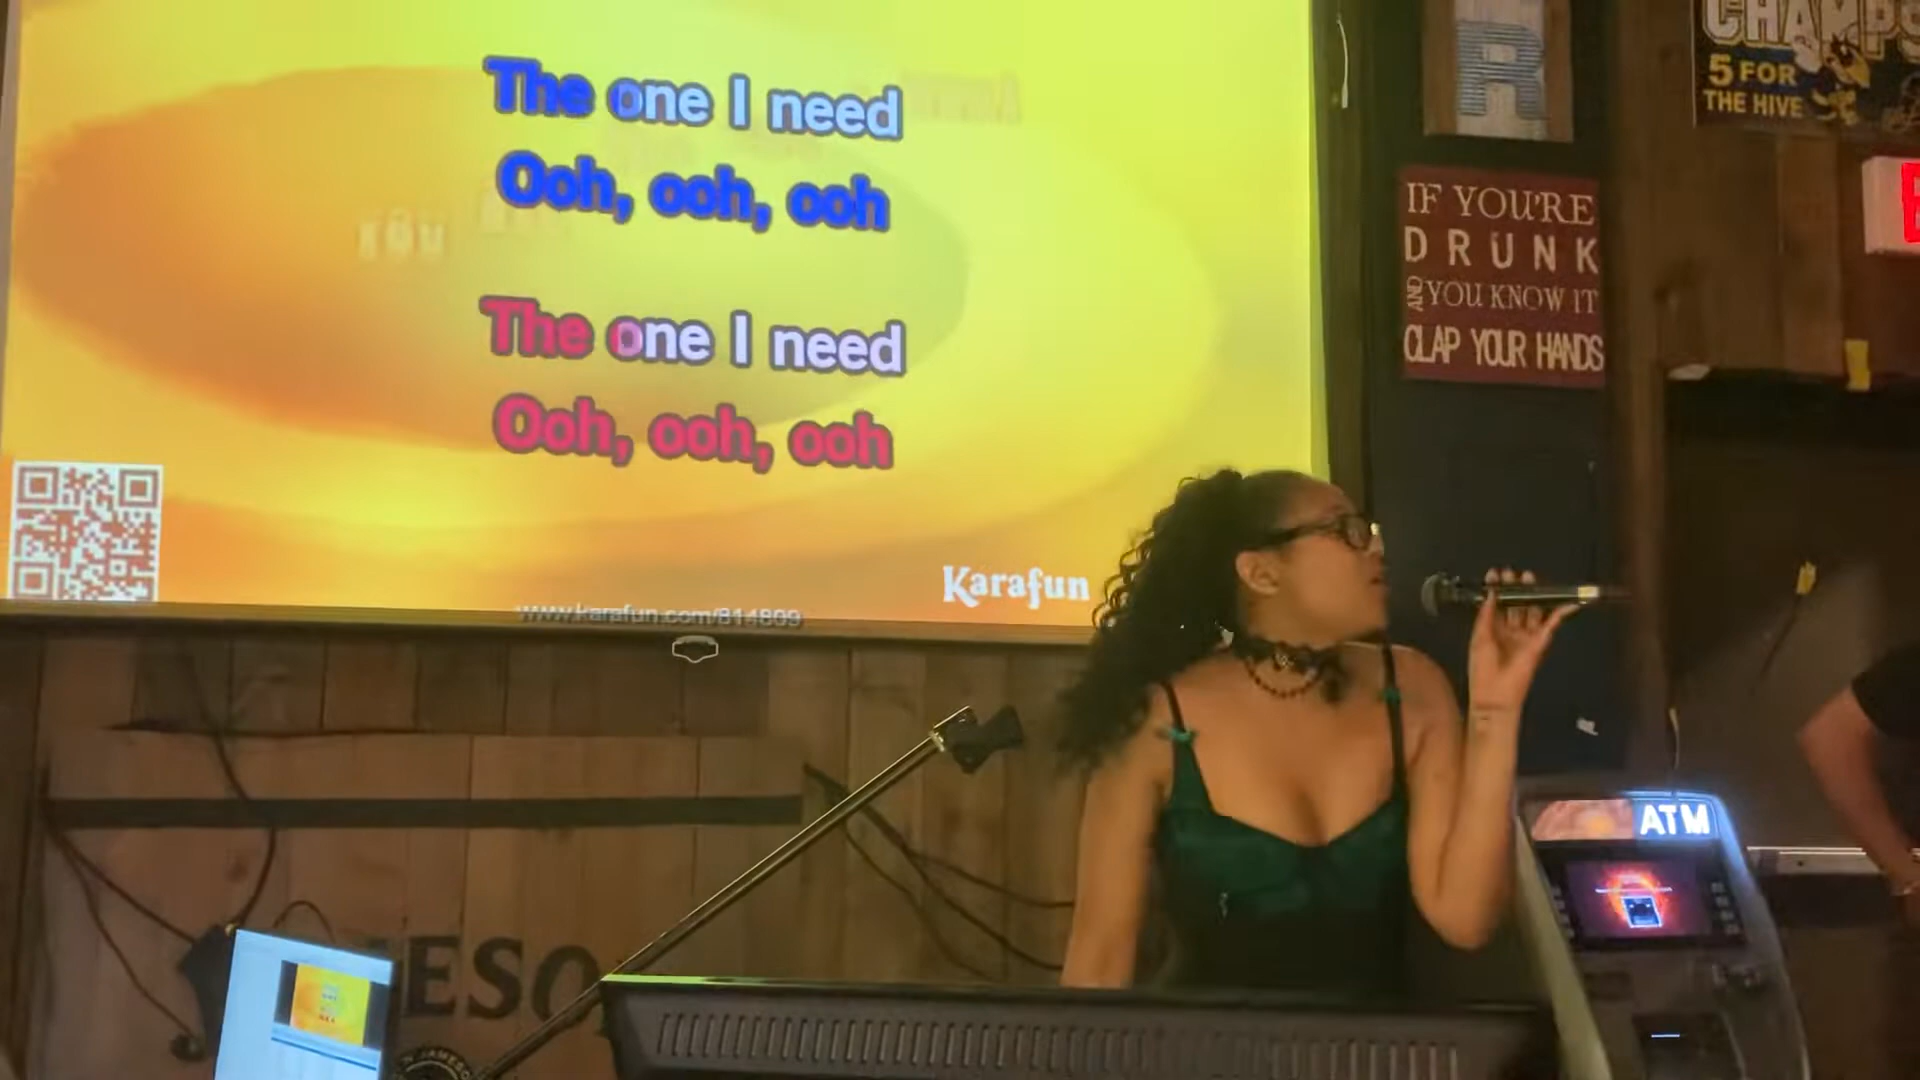 The one I need
Ooh, ooh, ooh
The one I need
Ooh, ooh, ooh
Karafun
www.karafun.com/814809
R
IF YOU'RE
DRUNK
AND YOU KNOW IT
CLAP YOUR HANDS
CHAMPS
5 FOR
THE HIVE
ATM